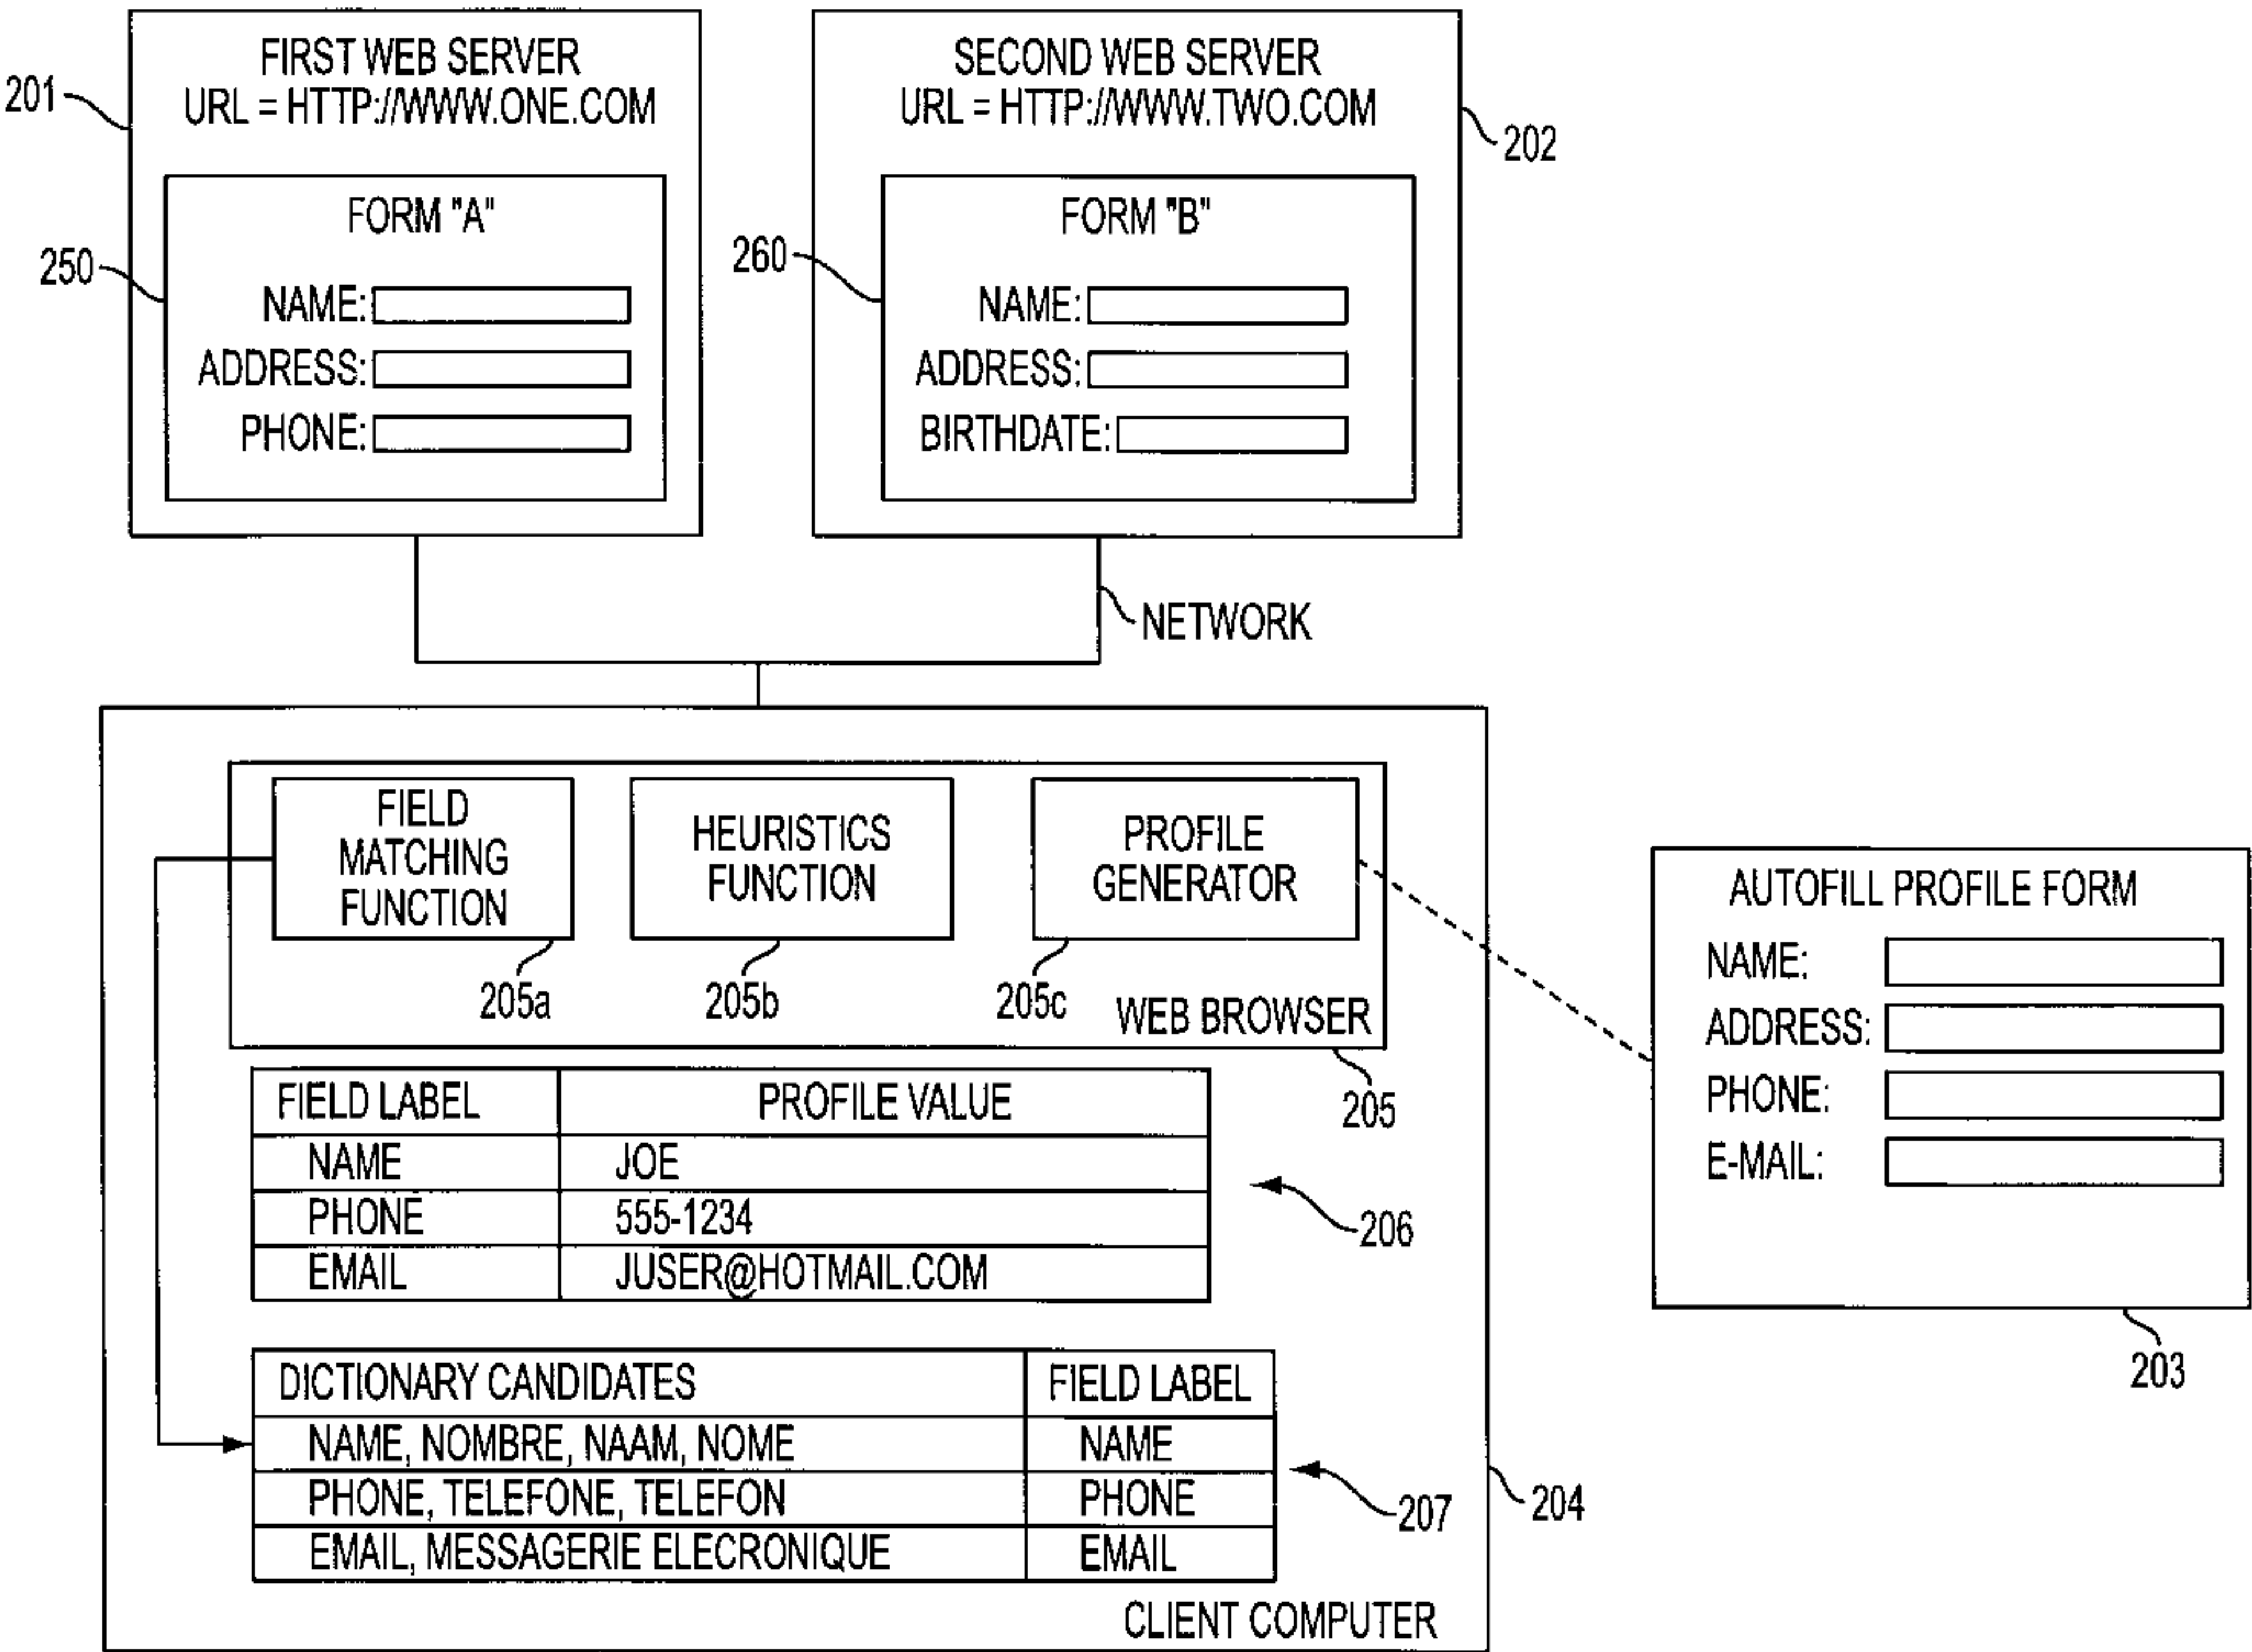 FIRST WEB SERVER
URL = HTTP://WWW.ONE.COM
201
FORM "A"
250
NAME:
ADDRESS:
PHONE:
SECOND WEB SERVER
URL = HTTP://WWW.TWO.COM
202
FORM "B"
260
NAME:
ADDRESS:
BIRTHDATE:
NETWORK
FIELD
MATCHING
FUNCTION
205a
HEURISTICS
FUNCTION
205b
PROFILE
GENERATOR
205c
WEB BROWSER
205
AUTOFILL PROFILE FORM
NAME:
ADDRESS:
PHONE:
E-MAIL:
203
FIELD LABEL PROFILE VALUE
NAME JOE
PHONE 555-1234
EMAIL JUSER@HOTMAIL.COM
206
DICTIONARY CANDIDATES FIELD LABEL
NAME, NOMBRE, NAAM, NOME NAME
PHONE, TELEFONE, TELEFON PHONE
EMAIL, MESSAGERIE ELECRONIQUE EMAIL
207
204
CLIENT COMPUTER